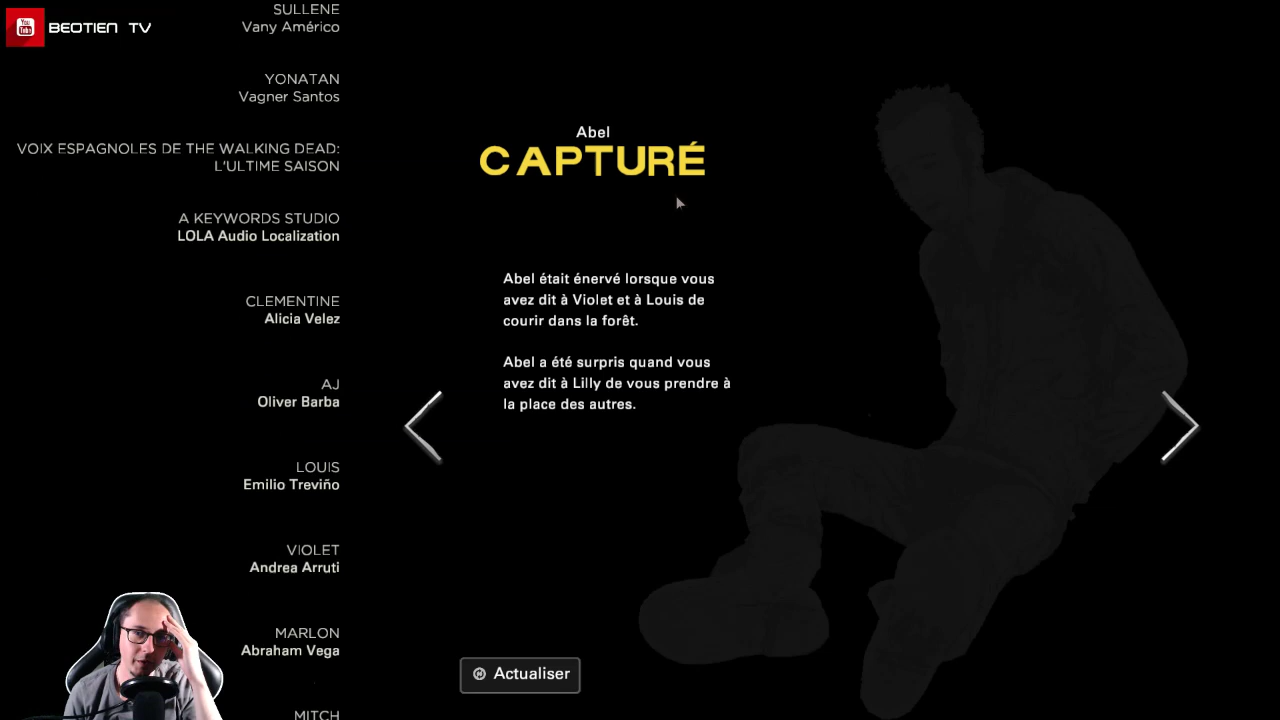 You Tube
BEOTIEN TV
SULLENE
Vany Américo
YONATAN
Vagner Santos
VOIX ESPAGNOLES DE THE WALKING DEAD:
L'ULTIME SAISON
A KEYWORDS STUDIO
LOLA Audio Localization
CLEMENTINE
Alicia Velez
AJ
Oliver Barba
LOUIS
Emilio Treviño
VIOLET
Andrea Arruti
MARLON
Abraham Vega
MITCH
Abel
CAPTURÉ
Abel était énervé lorsque vous
avez dit à Violet et à Louis de
courir dans la forêt.
Abel a été surpris quand vous
avez dit à Lilly de vous prendre à
la place des autres.
Actualiser